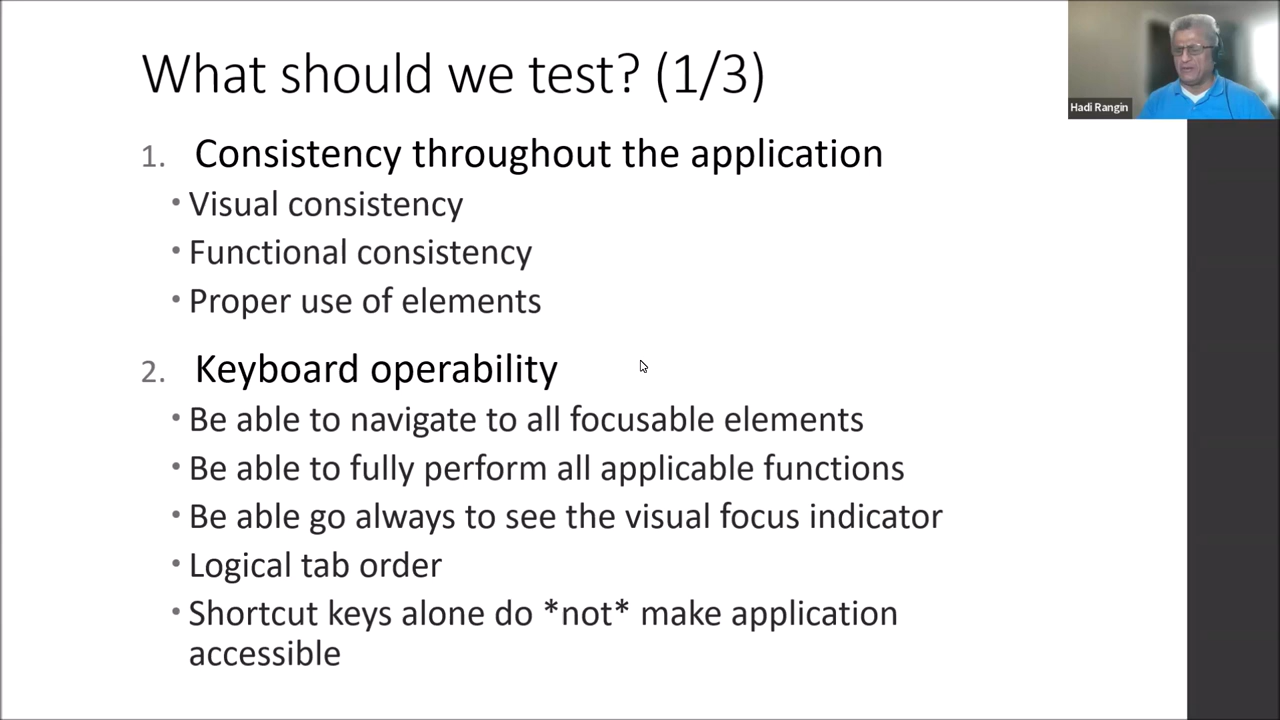 What should we test? (1/3)
Hadi Rangin
1. Consistency throughout the application
• Visual consistency
• Functional consistency
• Proper use of elements
2. Keyboard operability
• Be able to navigate to all focusable elements
• Be able to fully perform all applicable functions
• Be able go always to see the visual focus indicator
• Logical tab order
• Shortcut keys alone do *not* make application
accessible